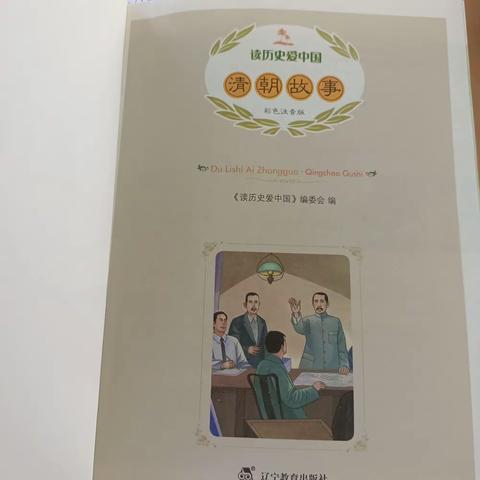 读历史爱中国
清朝故事
彩色注音版
Du Lishi Ai Zhongguo·Qingchao Gushi
《读历史爱中国》编委会 编
辽宁教育出版社